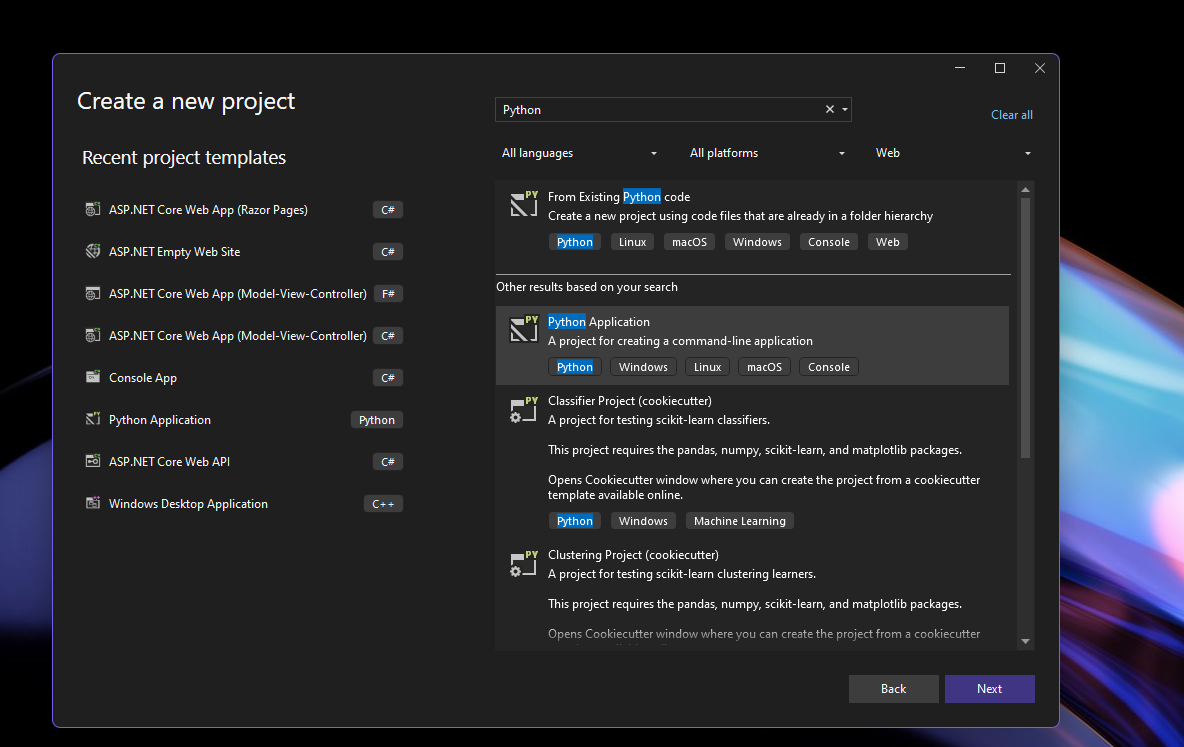 Create a new project
Python
Clear all
Recent project templates
All languages
All platforms
Web
ASP.NET Core Web App (Razor Pages)
C#
ASP.NET Empty Web Site
C#
ASP.NET Core Web App (Model-View-Controller)
F#
ASP.NET Core Web App (Model-View-Controller)
C#
Console App
C#
Python Application
Python
ASP.NET Core Web API
C#
Windows Desktop Application
C++
PY
From Existing Python code
Create a new project using code files that are already in a folder hierarchy
Python Linux macOS Windows Console Web
Other results based on your search
PY
Python Application
A project for creating a command-line application
Python Windows Linux macOS Console
PY
Classifier Project (cookiecutter)
A project for testing scikit-learn classifiers.
This project requires the pandas, numpy, scikit-learn, and matplotlib packages.
Opens Cookiecutter window where you can create the project from a cookiecutter
template available online.
Python Windows Machine Learning
PY
Clustering Project (cookiecutter)
A project for testing scikit-learn clustering learners.
This project requires the pandas, numpy, scikit-learn, and matplotlib packages.
Opens Cookiecutter window where you can create the project from a cookiecutter
Back
Next